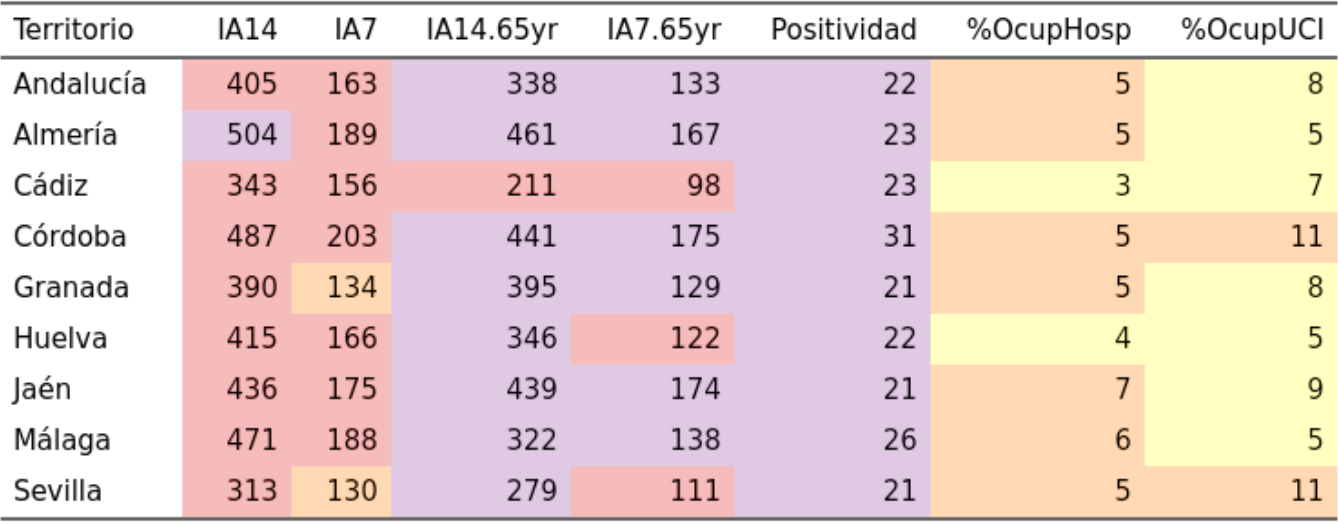 Territorio IA14 IA7 IA14.65yr IA7.65yr Positividad %OcupHosp %OcupUCI
Andalucía 405 163 338 133 22 5 8
Almería 504 189 461 167 23 5 5
Cádiz 343 156 211 98 23 3 7
Córdoba 487 203 441 175 31 5 11
Granada 390 134 395 129 21 5 8
Huelva 415 166 346 122 22 4 5
Jaén 436 175 439 174 21 7 9
Málaga 471 188 322 138 26 6 5
Sevilla 313 130 279 111 21 5 11